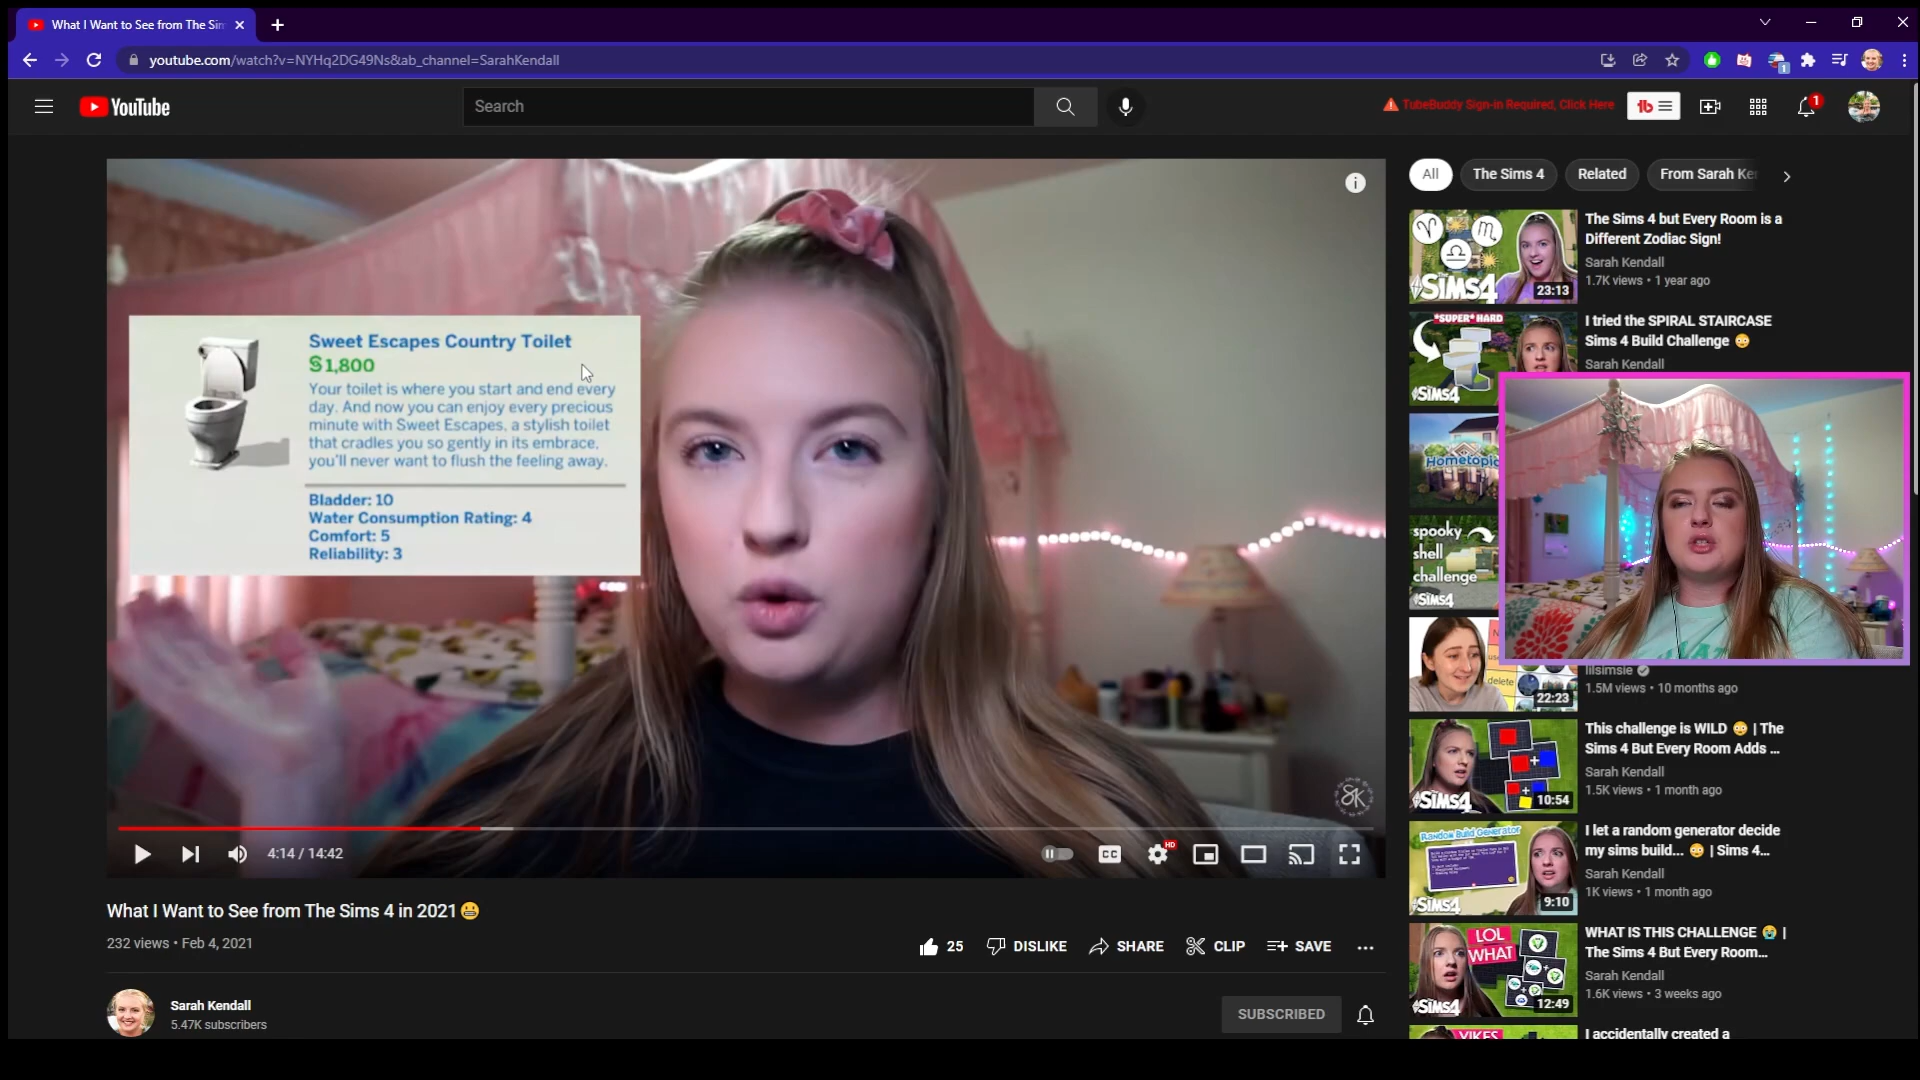 What I Want to See from The Sim
youtube.com/watch?v=NYHq2DG49Ns&ab_channel=SarahKendall
1
YouTube
Search
TubeBuddy Sign-in Required, Click Here
tb
1
Sweet Escapes Country Toilet
§1,800
Your toilet is where you start and end every
day. And now you can enjoy every precious
minute with Sweet Escapes, a stylish toilet
that cradles you so gently in its embrace,
you'll never want to flush the feeling away.
Bladder: 10
Water Consumption Rating: 4
Comfort: 5
Reliability: 3
SK
4:14 / 14:42
CC
HD
What I Want to See from The Sims 4 in 2021😬
232 views • Feb 4, 2021
25
DISLIKE
SHARE
CLIP
SAVE
Sarah Kendall
5.47K subscribers
SUBSCRIBED
All
The Sims 4
Related
From Sarah Ke
The SIMS4
23:13
The Sims 4 but Every Room is a
Different Zodiac Sign!
Sarah Kendall
1.7K views • 1 year ago
*SUPER* HARD
SIMS4
I tried the SPIRAL STAIRCASE
Sims 4 Build Challenge 😳
Sarah Kendall
Hometopia
spooky
shell
challenge
SIMS4
delete
22:23
lilsimsie
1.5M views • 10 months ago
SIMS4
10:54
This challenge is WILD 😳 | The
Sims 4 But Every Room Adds ...
Sarah Kendall
1.5K views • 1 month ago
Random Build Generator
SIMS4
9:10
I let a random generator decide
my sims build... 😳 | Sims 4...
Sarah Kendall
1K views • 1 month ago
LOL
WHAT
SIMS4
12:49
WHAT IS THIS CHALLENGE 😭 |
The Sims 4 But Every Room...
Sarah Kendall
1.6K views • 3 weeks ago
YIKES
I accidentally created a